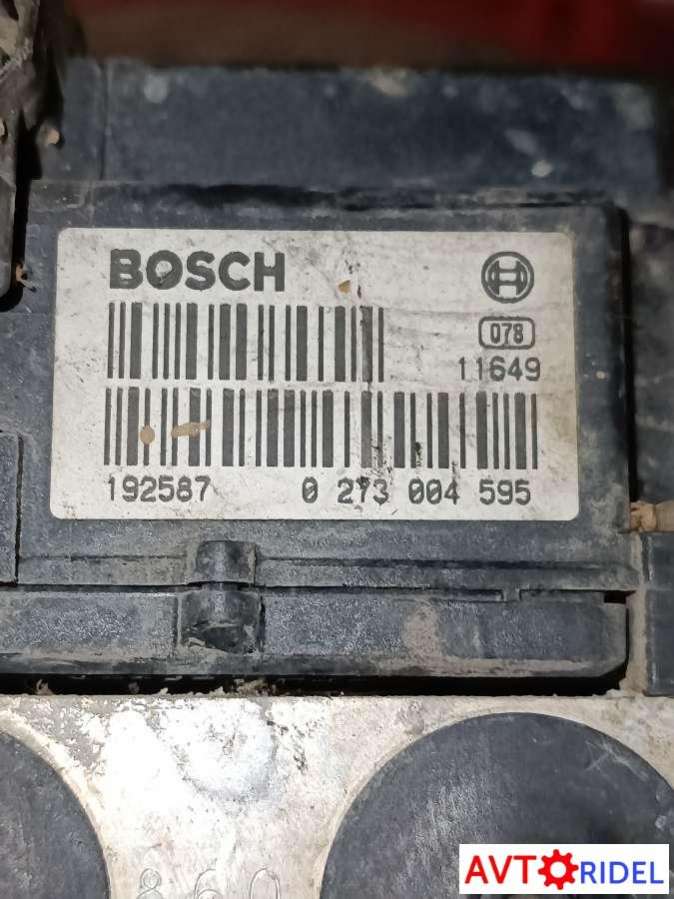 BOSCH
078
11649
192587 0 273 004 595
AVTORIDEL